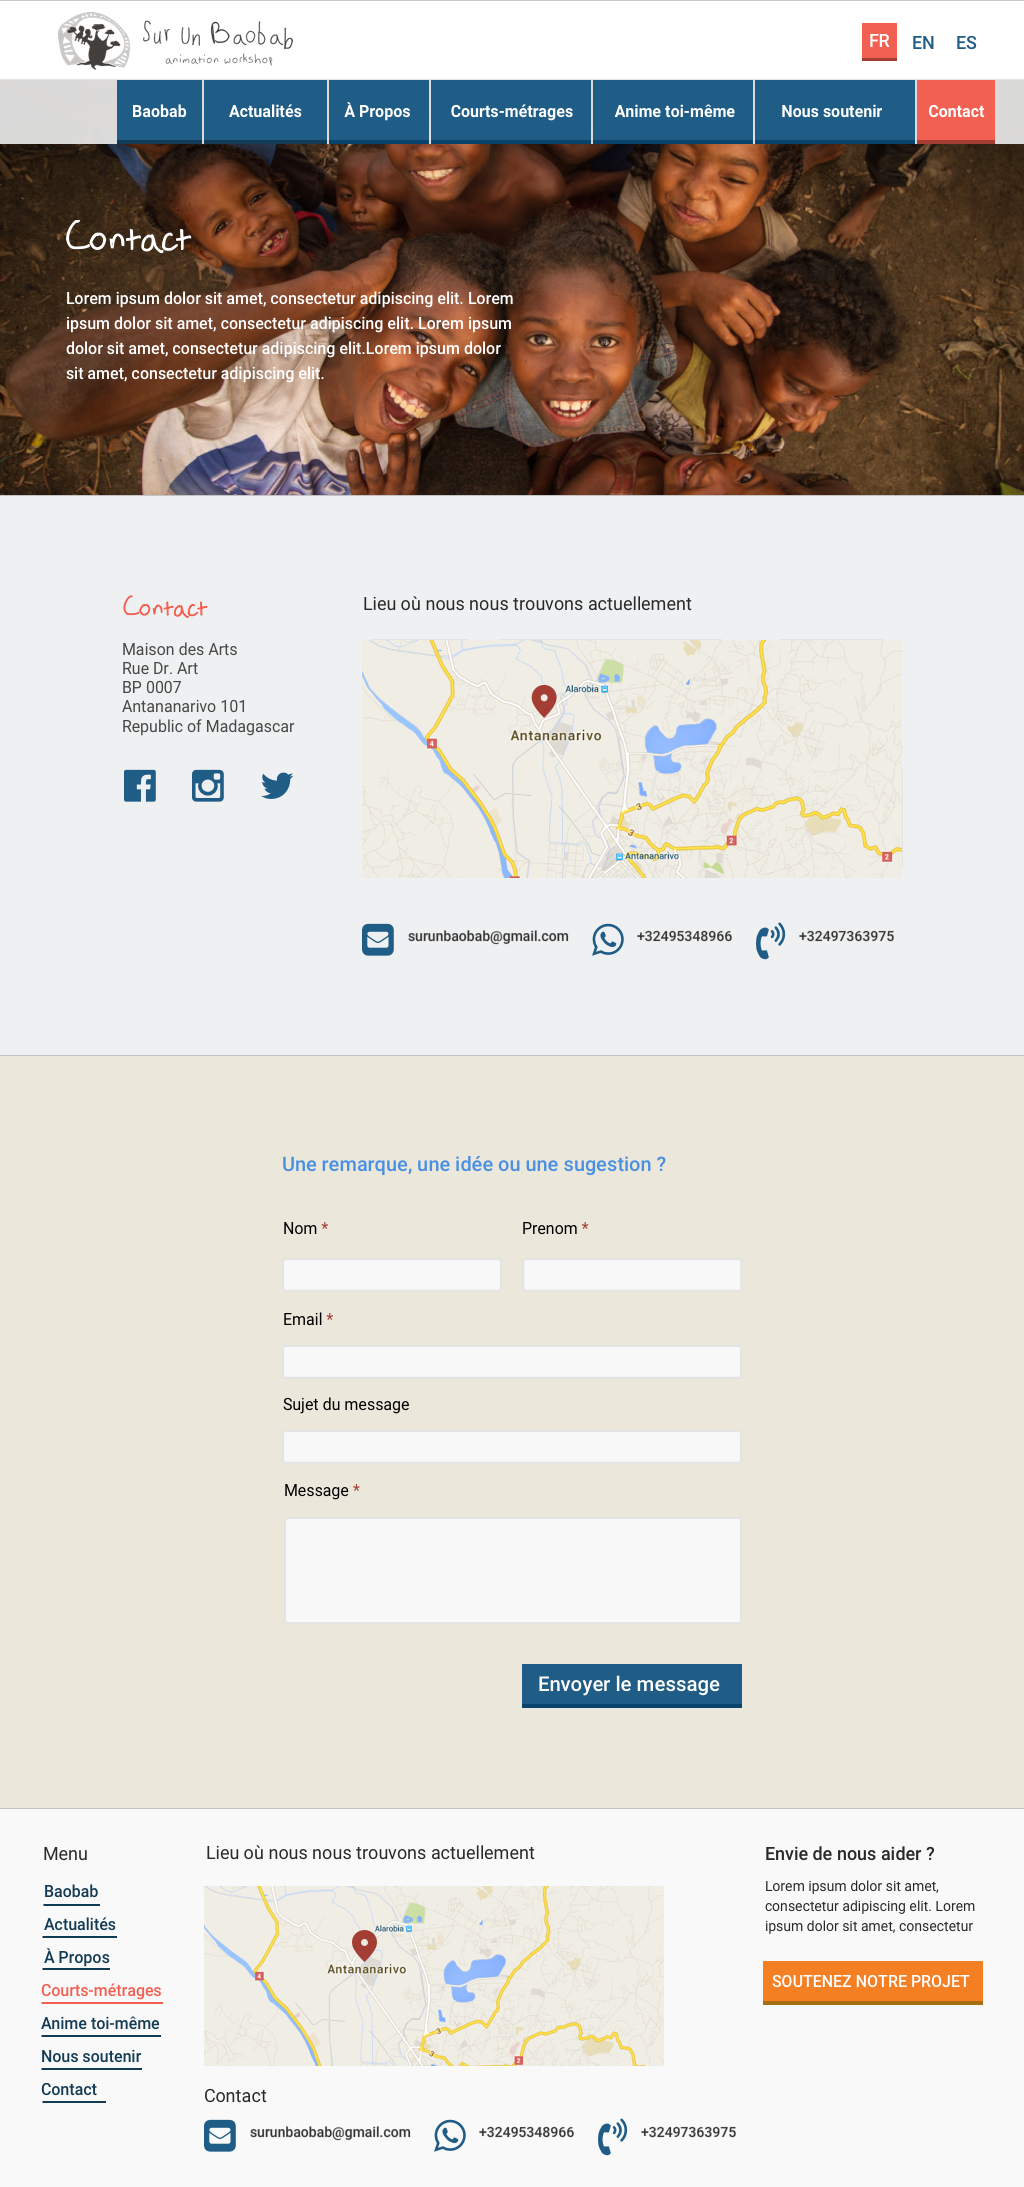 Sur Un Baobab
animation workshop
FR EN ES
Baobab Actualités À Propos Courts-métrages Anime toi-même Nous soutenir Contact
Contact
Lorem ipsum dolor sit amet, consectetur adipiscing elit. Lorem
ipsum dolor sit amet, consectetur adipiscing elit. Lorem ipsum
dolor sit amet, consectetur adipiscing elit.Lorem ipsum dolor
sit amet, consectetur adipiscing elit.
Contact
Maison des Arts
Rue Dr. Art
BP 0007
Antananarivo 101
Republic of Madagascar
Lieu où nous nous trouvons actuellement
Alarobia
Antananarivo
4
3
3
2
Antananarivo
2
surunbaobab@gmail.com +32495348966 +32497363975
Une remarque, une idée ou une sugestion ?
Nom * Prenom *
Email *
Sujet du message
Message *
Envoyer le message
Menu
Baobab
Actualités
À Propos
Courts-métrages
Anime toi-même
Nous soutenir
Contact
Lieu où nous nous trouvons actuellement
Alarobia
Antananarivo
4
3
3
2
Contact
surunbaobab@gmail.com +32495348966 +32497363975
Envie de nous aider ?
Lorem ipsum dolor sit amet,
consectetur adipiscing elit. Lorem
ipsum dolor sit amet, consectetur
SOUTENEZ NOTRE PROJET